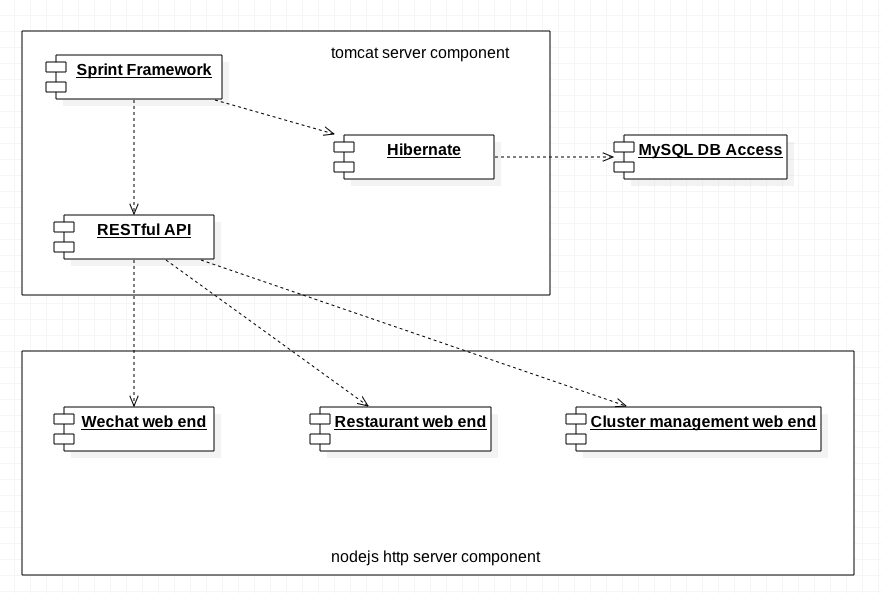 tomcat server component
Sprint Framework
Hibernate
MySQL DB Access
RESTful API
Wechat web end
Restaurant web end
Cluster management web end
nodejs http server component